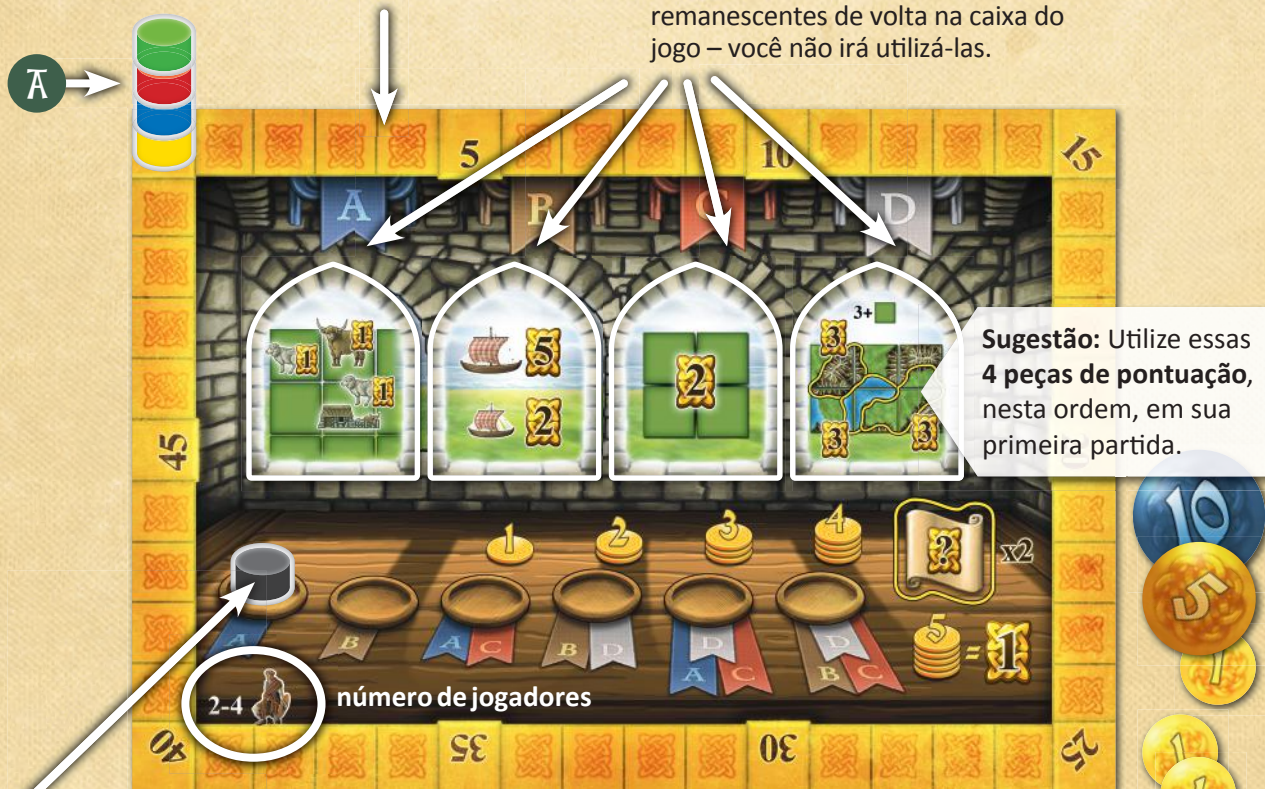 remanescentes de volta na caixa do
jogo – você não irá utilizá-las.
A
5
10
15
A
B
C
D
1
1
1
5
2
2
3+
3
3
3
Sugestão: Utilize essas
4 peças de pontuação,
nesta ordem, em sua
primeira partida.
45
10
5
1
1
1
1
2
3
4
?
x2
A
B
A C
B D
D
A C
D
B C
5 = 1
2-4
número de jogadores
40
35
30
25